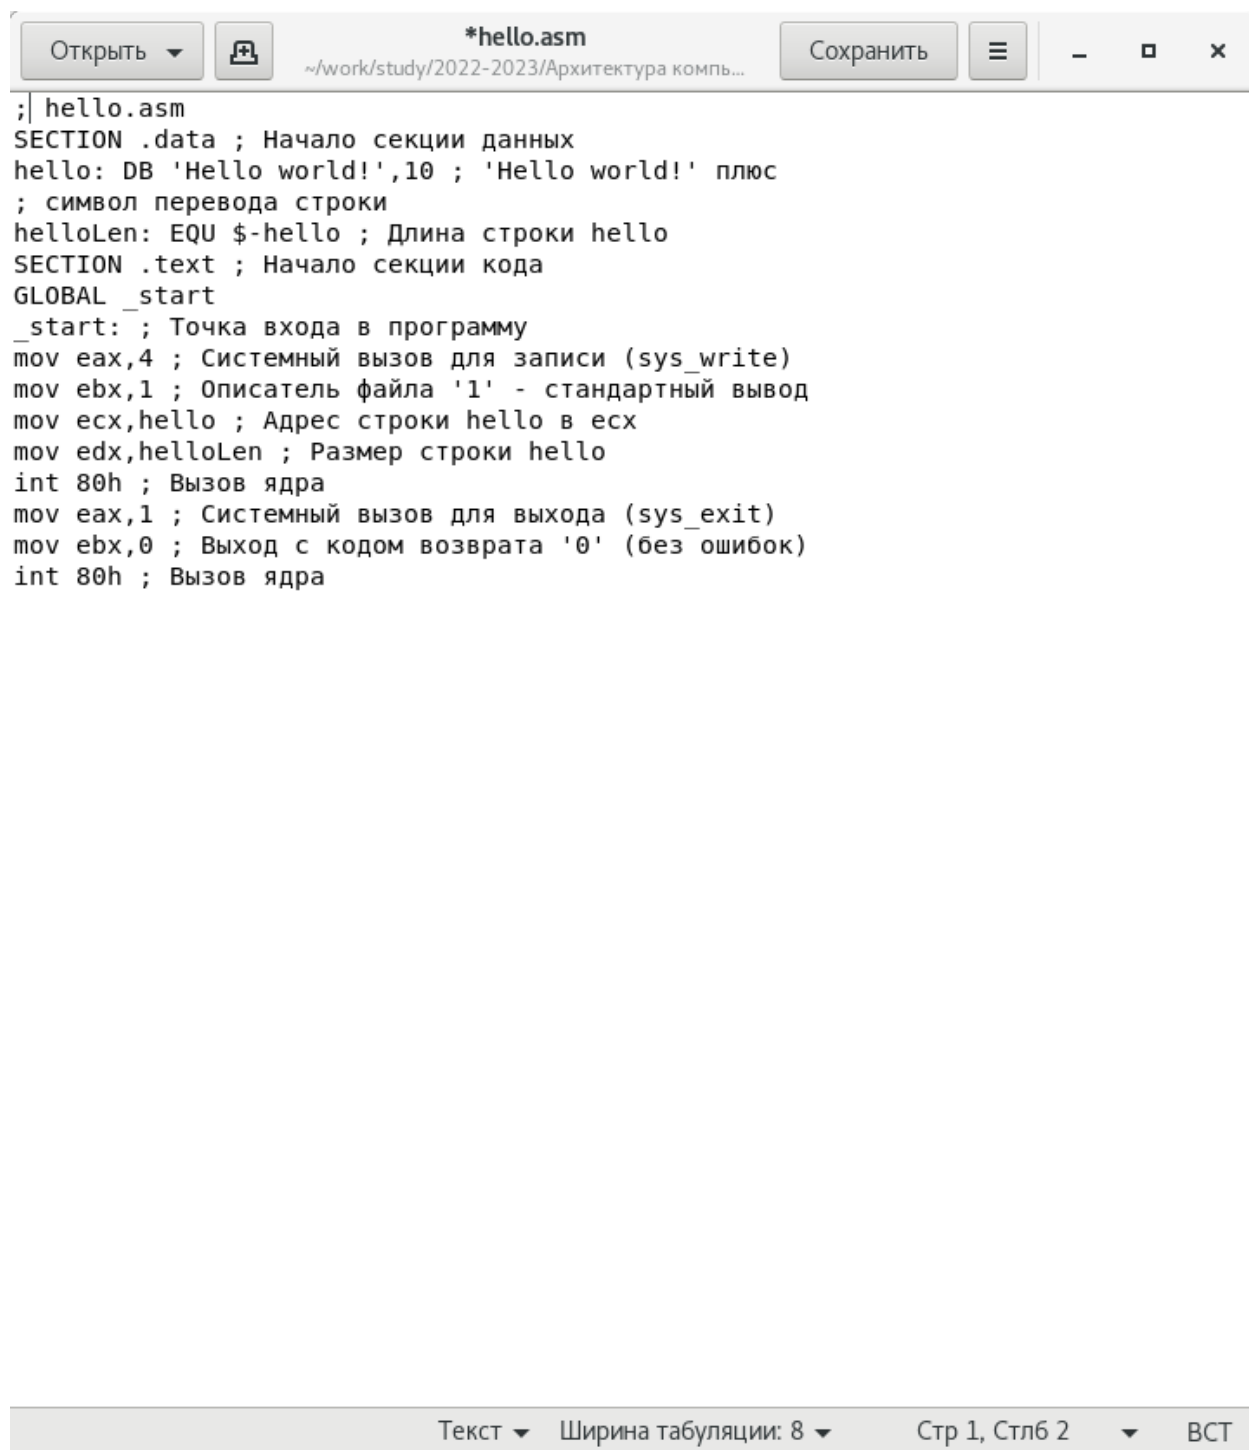 Открыть
*hello.asm
~/work/study/2022-2023/Архитектура компь...
Сохранить
; hello.asm
SECTION .data ; Начало секции данных
hello: DB 'Hello world!',10 ; 'Hello world!' плюс
; символ перевода строки
helloLen: EQU $-hello ; Длина строки hello
SECTION .text ; Начало секции кода
GLOBAL _start
_start: ; Точка входа в программу
mov eax,4 ; Системный вызов для записи (sys_write)
mov ebx,1 ; Описатель файла '1' - стандартный вывод
mov ecx,hello ; Адрес строки hello в ecx
mov edx,helloLen ; Размер строки hello
int 80h ; Вызов ядра
mov eax,1 ; Системный вызов для выхода (sys_exit)
mov ebx,0 ; Выход с кодом возврата '0' (без ошибок)
int 80h ; Вызов ядра
Текст Ширина табуляции: 8 Стр 1, Стлб 2 ВСТ